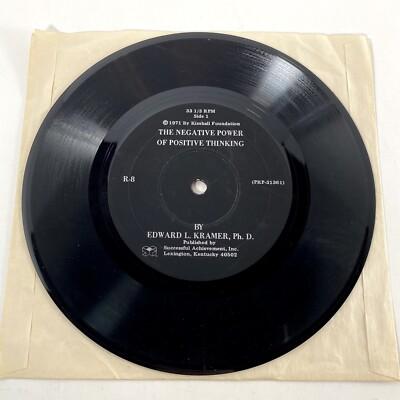 33 1/3 RPM
Side 1
© 1971 By Kimball Foundation
THE NEGATIVE POWER
OF POSITIVE THINKING
R-8
(PRP-21361)
BY
EDWARD L. KRAMER, Ph. D.
Published by
Successful Achievement, Inc.
Lexington, Kentucky 40502